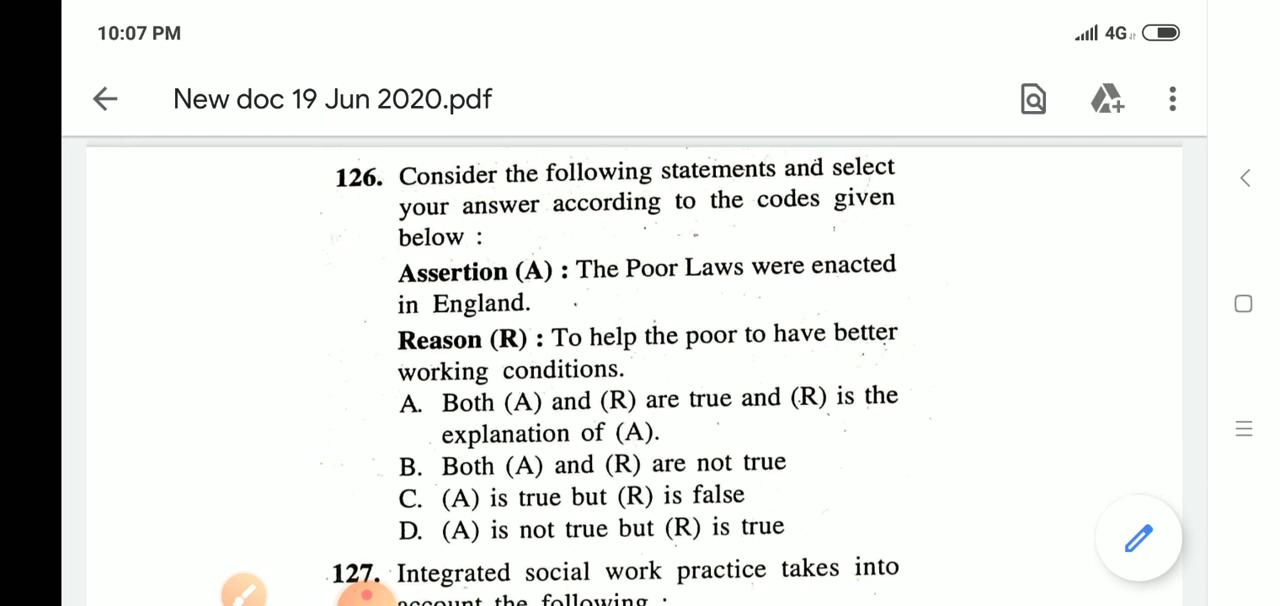 10:07 PM
4G
New doc 19 Jun 2020.pdf
126. Consider the following statements and select
your answer according to the codes given
below :
Assertion (A) : The Poor Laws were enacted
in England.
Reason (R) : To help the poor to have better
working conditions.
A. Both (A) and (R) are true and (R) is the
explanation of (A).
B. Both (A) and (R) are not true
C. (A) is true but (R) is false
D. (A) is not true but (R) is true
127. Integrated social work practice takes into
account the following :